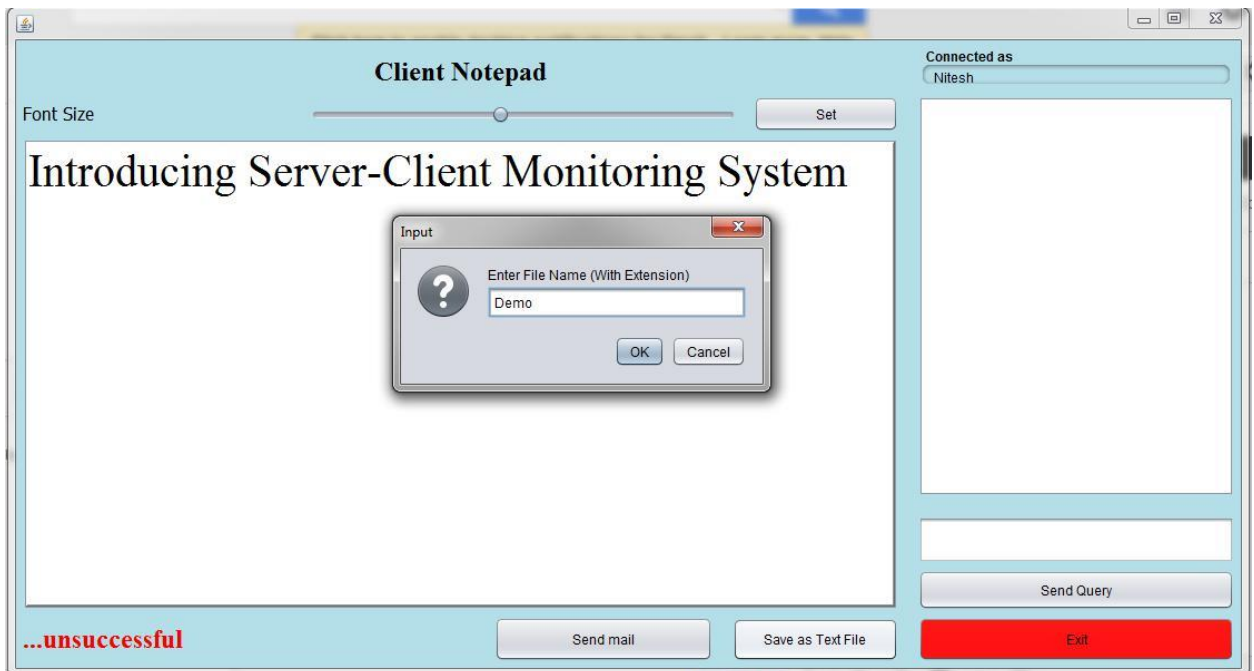 Client Notepad
Connected as
Nitesh
Font Size
Set
Introducing Server-Client Monitoring System
Input
Enter File Name (With Extension)
Demo
OK
Cancel
Send Query
...unsuccessful
Send mail
Save as Text File
Exit